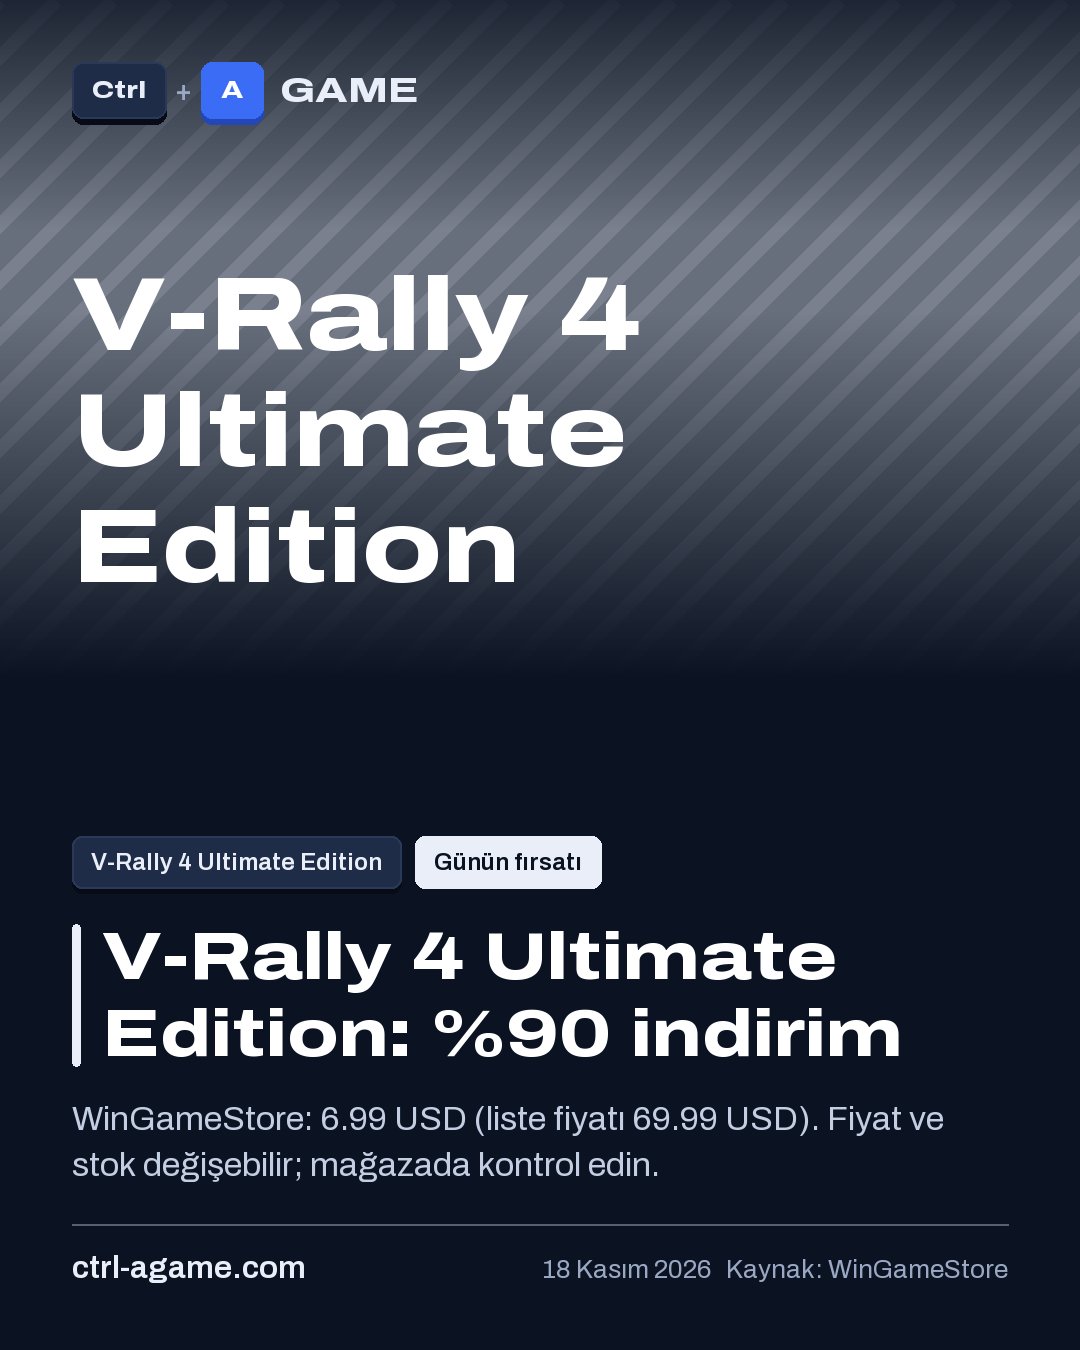 Ctrl + A GAME
V-Rally 4
Ultimate
Edition
V-Rally 4 Ultimate Edition
Günün fırsatı
V-Rally 4 Ultimate
Edition: %90 indirim
WinGameStore: 6.99 USD (liste fiyatı 69.99 USD). Fiyat ve
stok değişebilir; mağazada kontrol edin.
ctrl-agame.com
18 Kasım 2026 Kaynak: WinGameStore